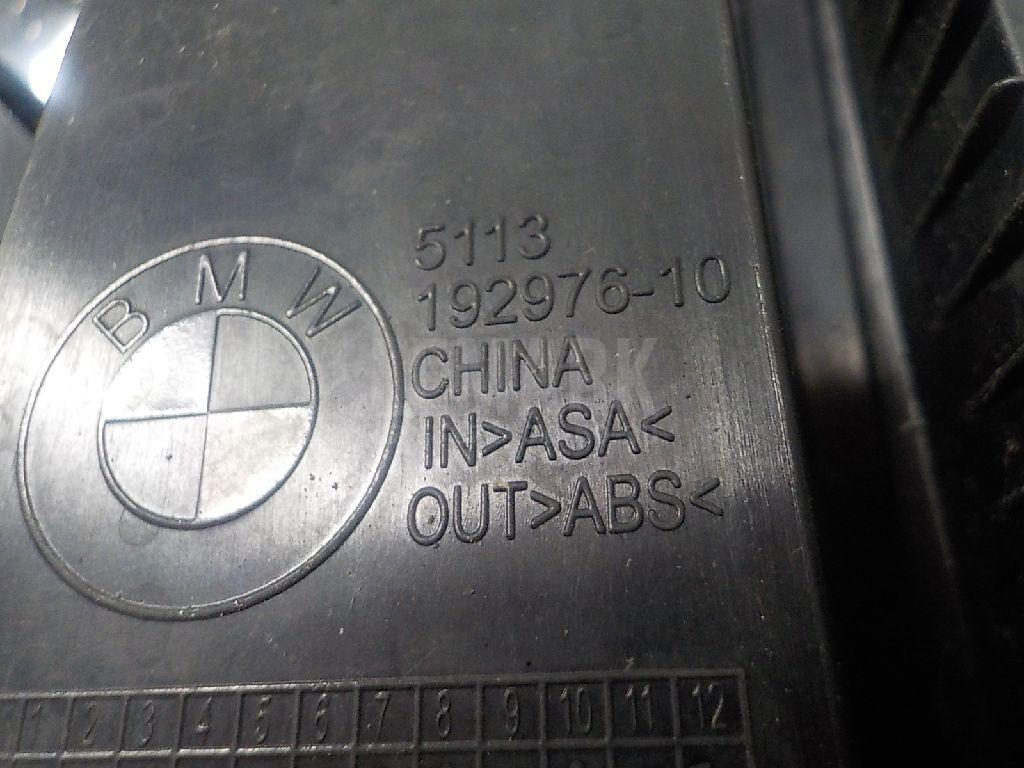 BMW
5113
192976-10
CHINA
IN>ASA<
OUT>ABS<
1 2 3 4 5 6 7 8 9 10 11 12